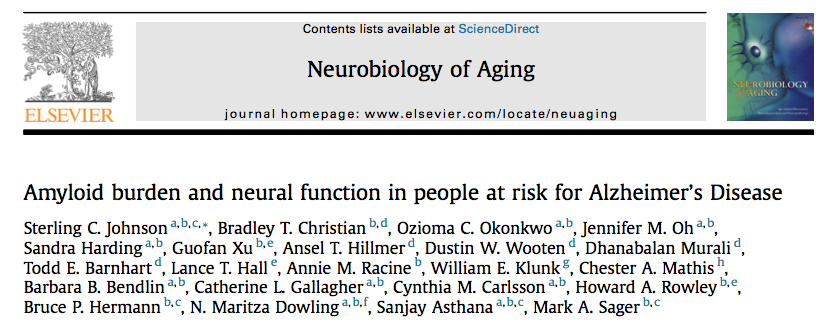 Contents lists available at ScienceDirect
Neurobiology of Aging
journal homepage: www.elsevier.com/locate/neuaging
ELSEVIER
NEUROBIOLOGY
OF AGING
Amyloid burden and neural function in people at risk for Alzheimer's Disease
Sterling C. Johnson a,b,c,*, Bradley T. Christian b,d, Ozioma C. Okonkwo a,b, Jennifer M. Oh a,b,
Sandra Harding a,b, Guofan Xu b,e, Ansel T. Hillmer d, Dustin W. Wooten d, Dhanabalan Murali d,
Todd E. Barnhart d, Lance T. Hall e, Annie M. Racine b, William E. Klunk g, Chester A. Mathis h,
Barbara B. Bendlin a,b, Catherine L. Gallagher a,b, Cynthia M. Carlsson a,b, Howard A. Rowley b,e,
Bruce P. Hermann b,c, N. Maritza Dowling a,b,f, Sanjay Asthana a,b,c, Mark A. Sager b,c